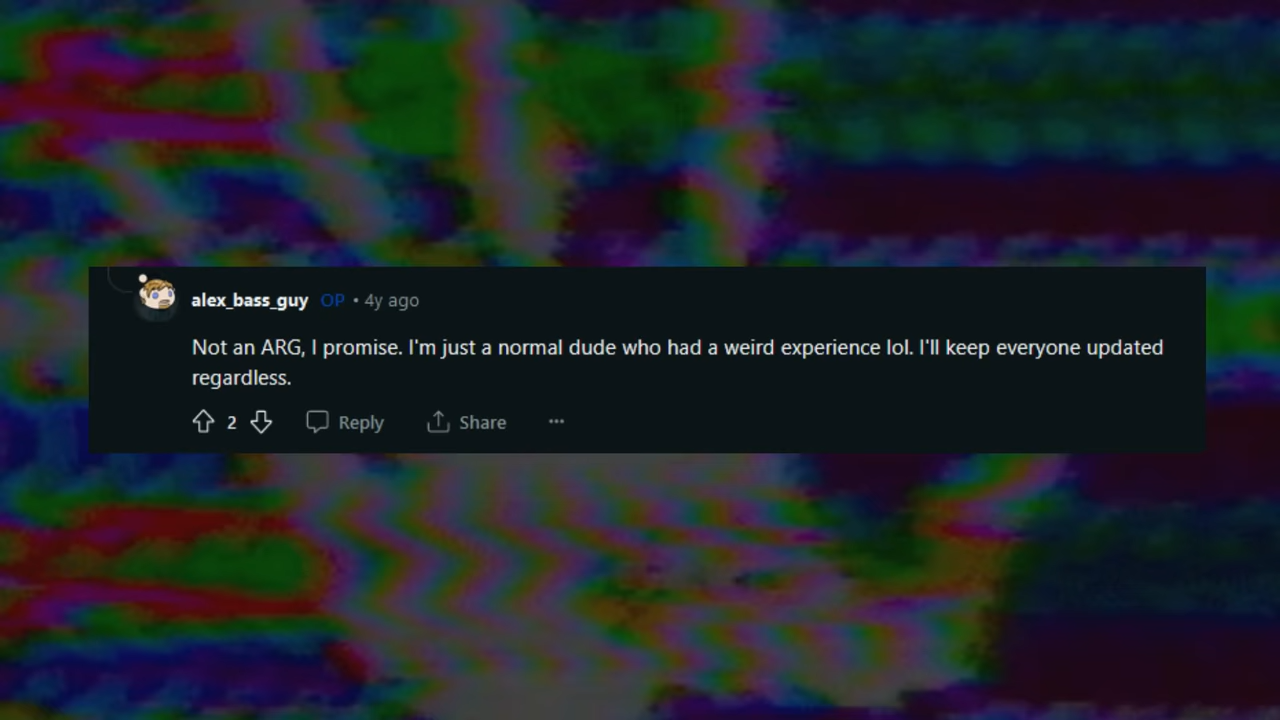 alex_bass_guy OP • 4y ago
Not an ARG, I promise. I'm just a normal dude who had a weird experience lol. I'll keep everyone updated
regardless.
2 Reply Share ···